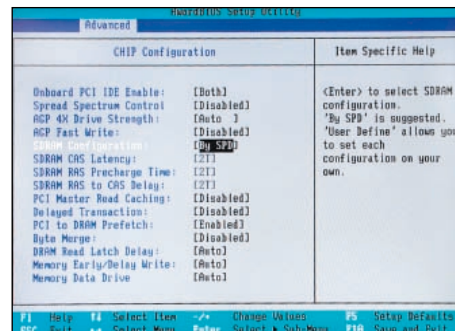 AwardBIOS Setup Utility
Advanced
CHIP Configuration
Item Specific Help
Onboard PCI IDE Enable: [Both]
Spread Spectrum Control [Disabled]
AGP 4X Drive Strength: [Auto ]
AGP Fast Write: [Disabled]
SDRAM Configuration: [By SPD]
SDRAM CAS Latency: [2T]
SDRAM RAS Precharge Time: [2T]
SDRAM RAS to CAS Delay: [2T]
PCI Master Read Caching: [Disabled]
Delayed Transaction: [Disabled]
PCI to DRAM Prefetch: [Enabled]
Byte Merge: [Disabled]
DRAM Read Latch Delay: [Auto]
Memory Early/Delay Write: [Auto]
Memory Data Drive [Auto]
<Enter> to select SDRAM
configuration.
'By SPD' is suggested.
'User Define' allows you
to set each
configuration on your
own.
F1 Help ↑↓ Select Item -/+ Change Values F5 Setup Defaults
ESC Exit Select Menu Enter Select ▶ Sub-Menu F10 Save and Exit